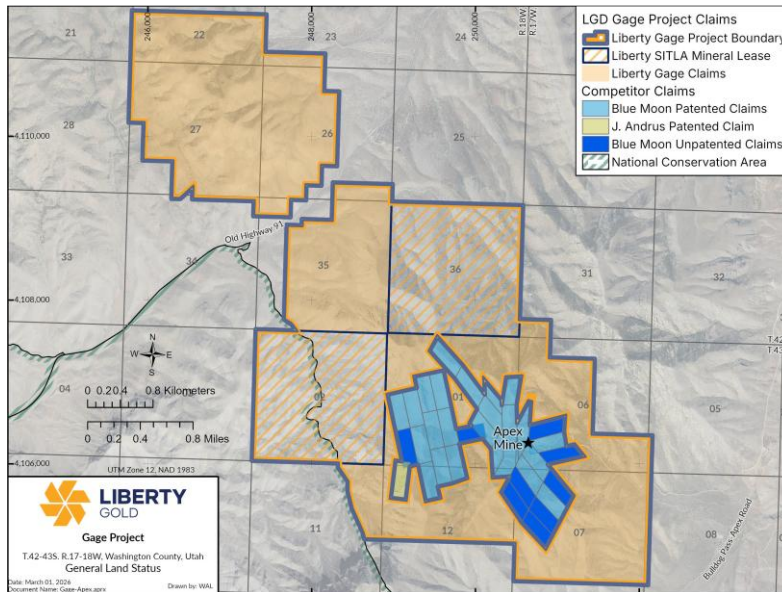 LGD Gage Project Claims
Liberty Gage Project Boundary
Liberty SITLA Mineral Lease
Liberty Gage Claims
Competitor Claims
Blue Moon Patented Claims
J. Andrus Patented Claim
Blue Moon Unpatented Claims
National Conservation Area
246,000
248,000
250,000
R.18W
R.17W
21
22
23
24
4,110,000
28
27
26
25
Old Highway 91
33
34
35
36
31
32
4,108,000
T.42
T.43
N
W
E
S
04
02
01
06
05
0 0.2 0.4 0.8 Kilometers
0 0.2 0.4 0.8 Miles
Apex
Mine
4,106,000
UTM Zone 12, NAD 1983
11
12
07
08
Bulldog Pass Apex Road
LIBERTY
GOLD
Gage Project
T.42-43S. R.17-18W, Washington County, Utah
General Land Status
Date: March 01, 2026
Document Name: Gage-Apex.aprx
Drawn by: WAL